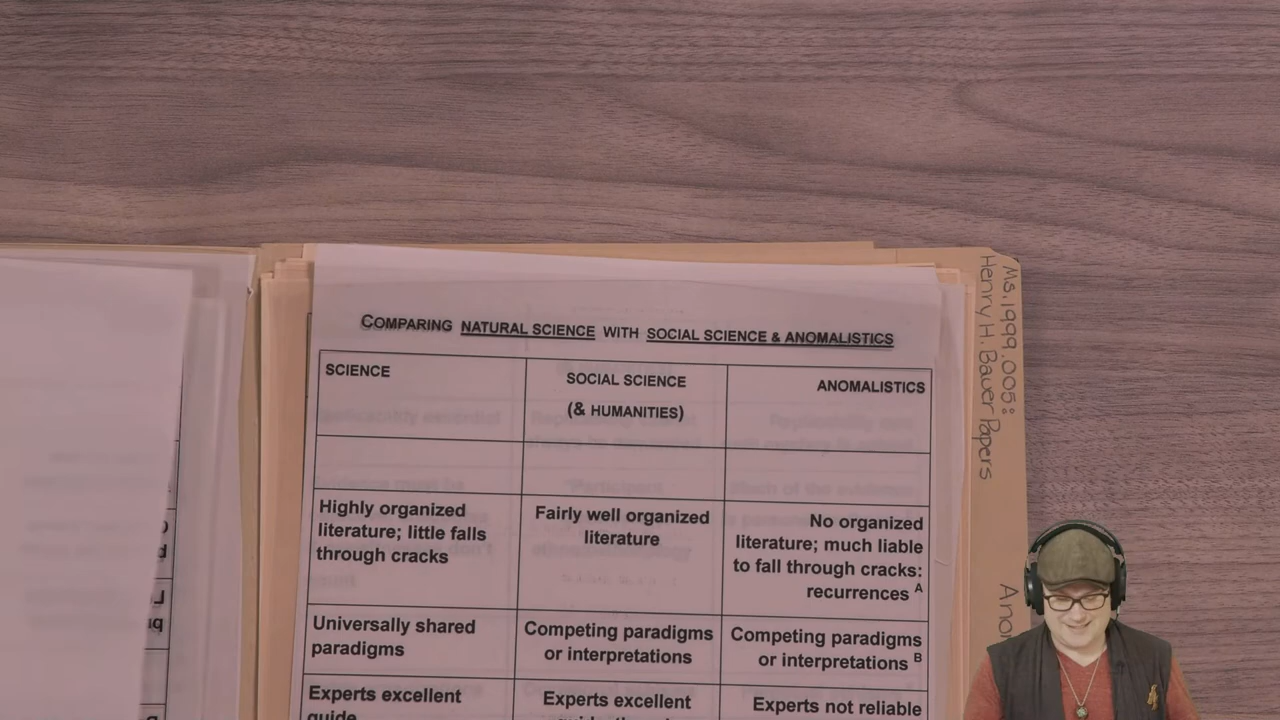 COMPARING NATURAL SCIENCE WITH SOCIAL SCIENCE & ANOMALISTICS
SCIENCE
SOCIAL SCIENCE
(& HUMANITIES)
ANOMALISTICS
Highly organized
literature; little falls
through cracks
Fairly well organized
literature
No organized
literature; much liable
to fall through cracks:
recurrences A
Universally shared
paradigms
Competing paradigms
or interpretations
Competing paradigms
or interpretations B
Experts excellent
guide
Experts excellent
Experts not reliable
Ms.1999.005:
Henry H. Bauer Papers